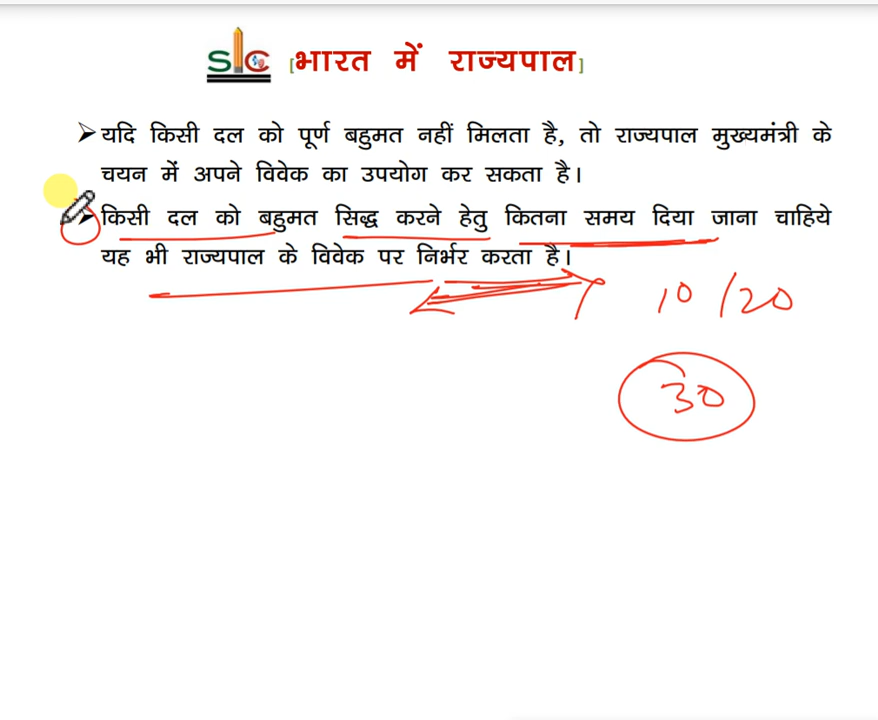 SIC [भारत में राज्यपाल]
➢ यदि किसी दल को पूर्ण बहुमत नहीं मिलता है, तो राज्यपाल मुख्यमंत्री के
चयन में अपने विवेक का उपयोग कर सकता है।
➢ किसी दल को बहुमत सिद्ध करने हेतु कितना समय दिया जाना चाहिये
यह भी राज्यपाल के विवेक पर निर्भर करता है।
10/20
30